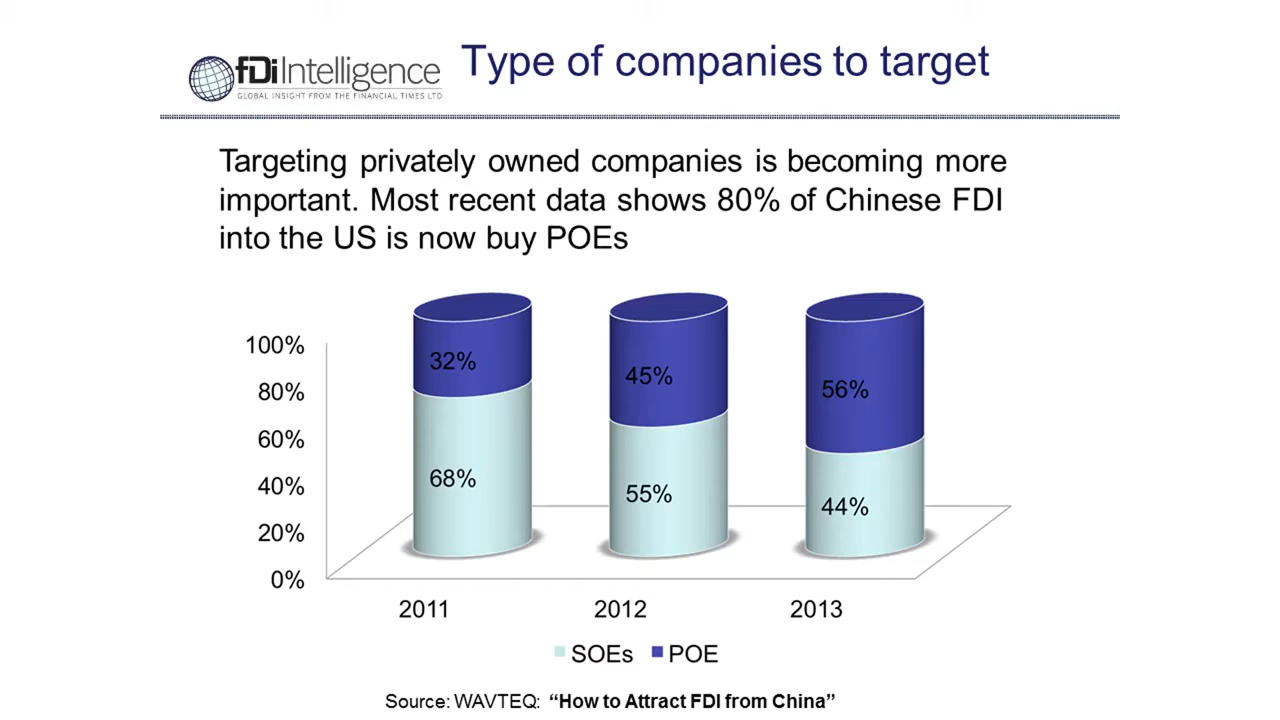 fDi Intelligence
GLOBAL INSIGHT FROM THE FINANCIAL TIMES LTD
Type of companies to target
Targeting privately owned companies is becoming more
important. Most recent data shows 80% of Chinese FDI
into the US is now buy POEs
100%
80%
60%
40%
20%
0%
32%
68%
45%
55%
56%
44%
2011
2012
2013
SOEs POE
Source: WAVTEQ: “How to Attract FDI from China”